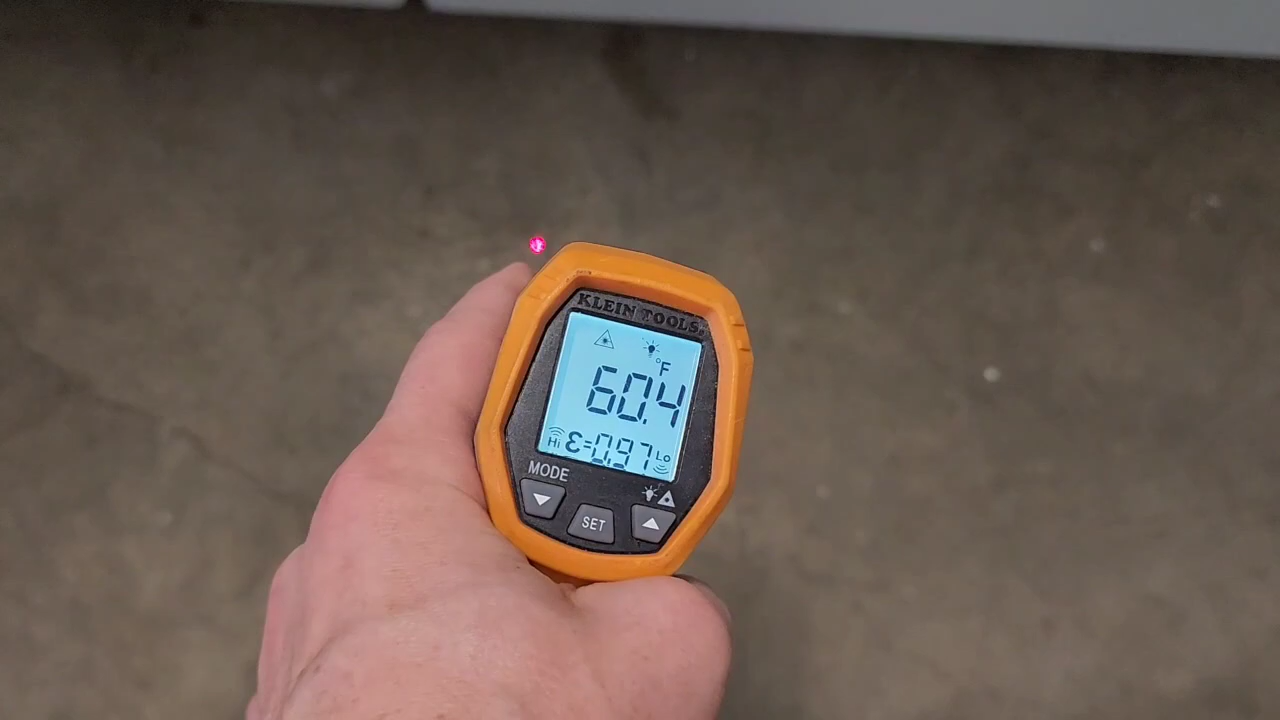 KLEIN TOOLS
°F
60.4
Hi ε=0.97 Lo
MODE
SET